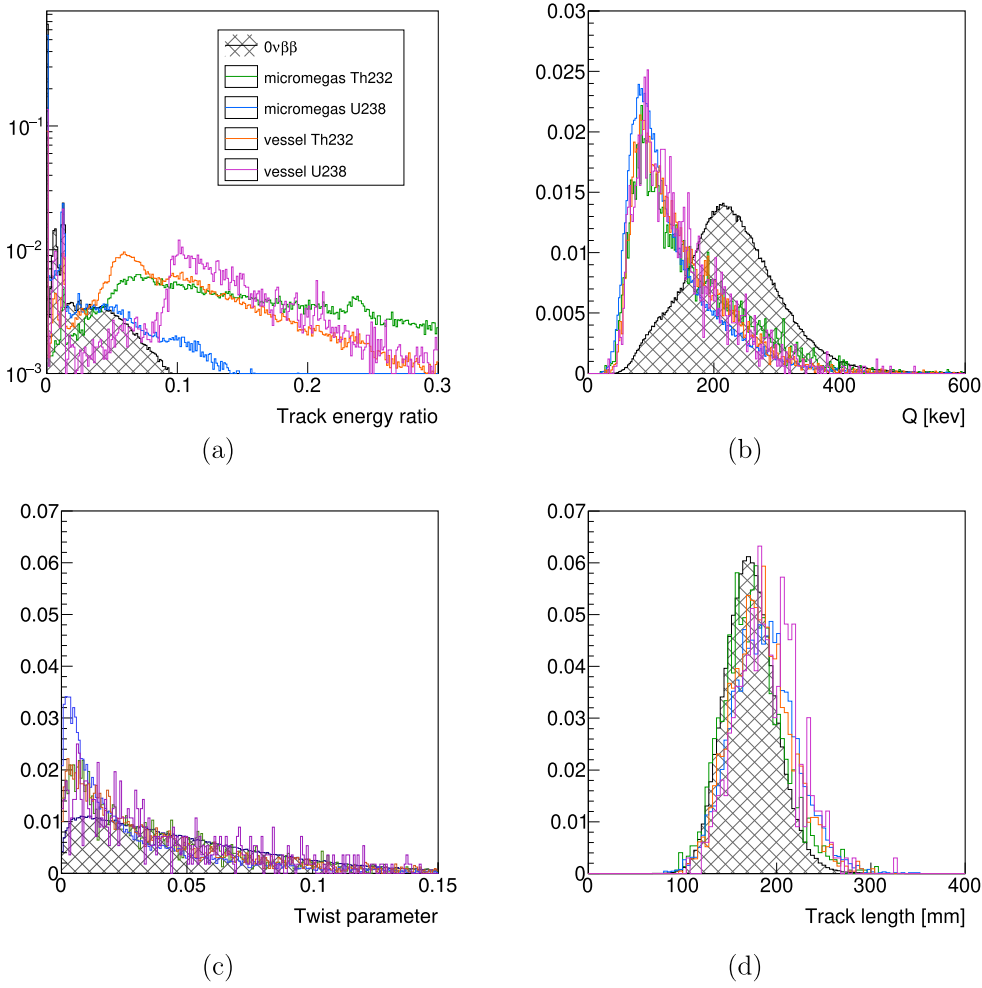 10⁻¹
10⁻²
10⁻³
0 0.1 0.2 0.3
Track energy ratio
0νββ
micromegas Th232
micromegas U238
vessel Th232
vessel U238
(a)
0.03
0.025
0.02
0.015
0.01
0.005
0
0 200 400 600
Q [kev]
(b)
0.07
0.06
0.05
0.04
0.03
0.02
0.01
0
0 0.05 0.1 0.15
Twist parameter
(c)
0.07
0.06
0.05
0.04
0.03
0.02
0.01
0
0 100 200 300 400
Track length [mm]
(d)